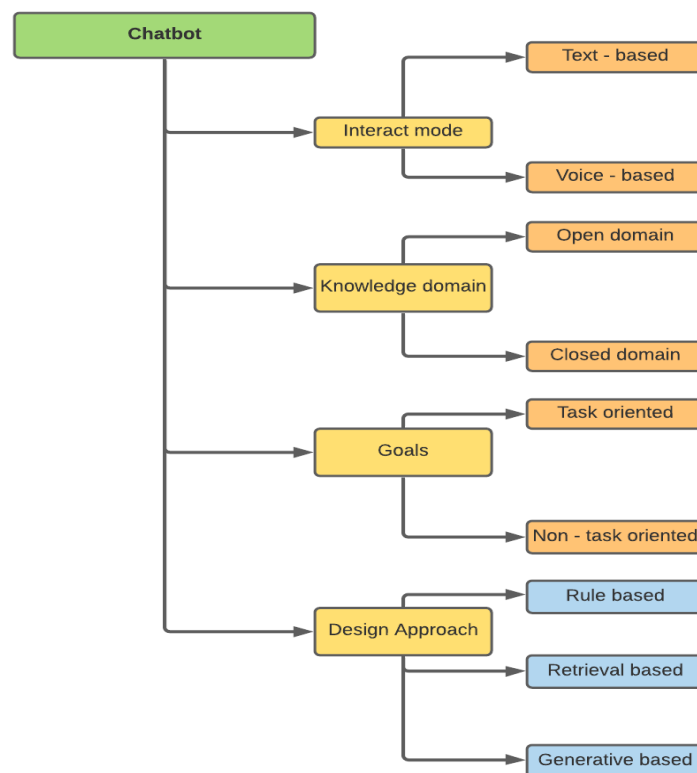 Chatbot
Text - based
Interact mode
Voice - based
Open domain
Knowledge domain
Closed domain
Task oriented
Goals
Non - task oriented
Rule based
Design Approach
Retrieval based
Generative based